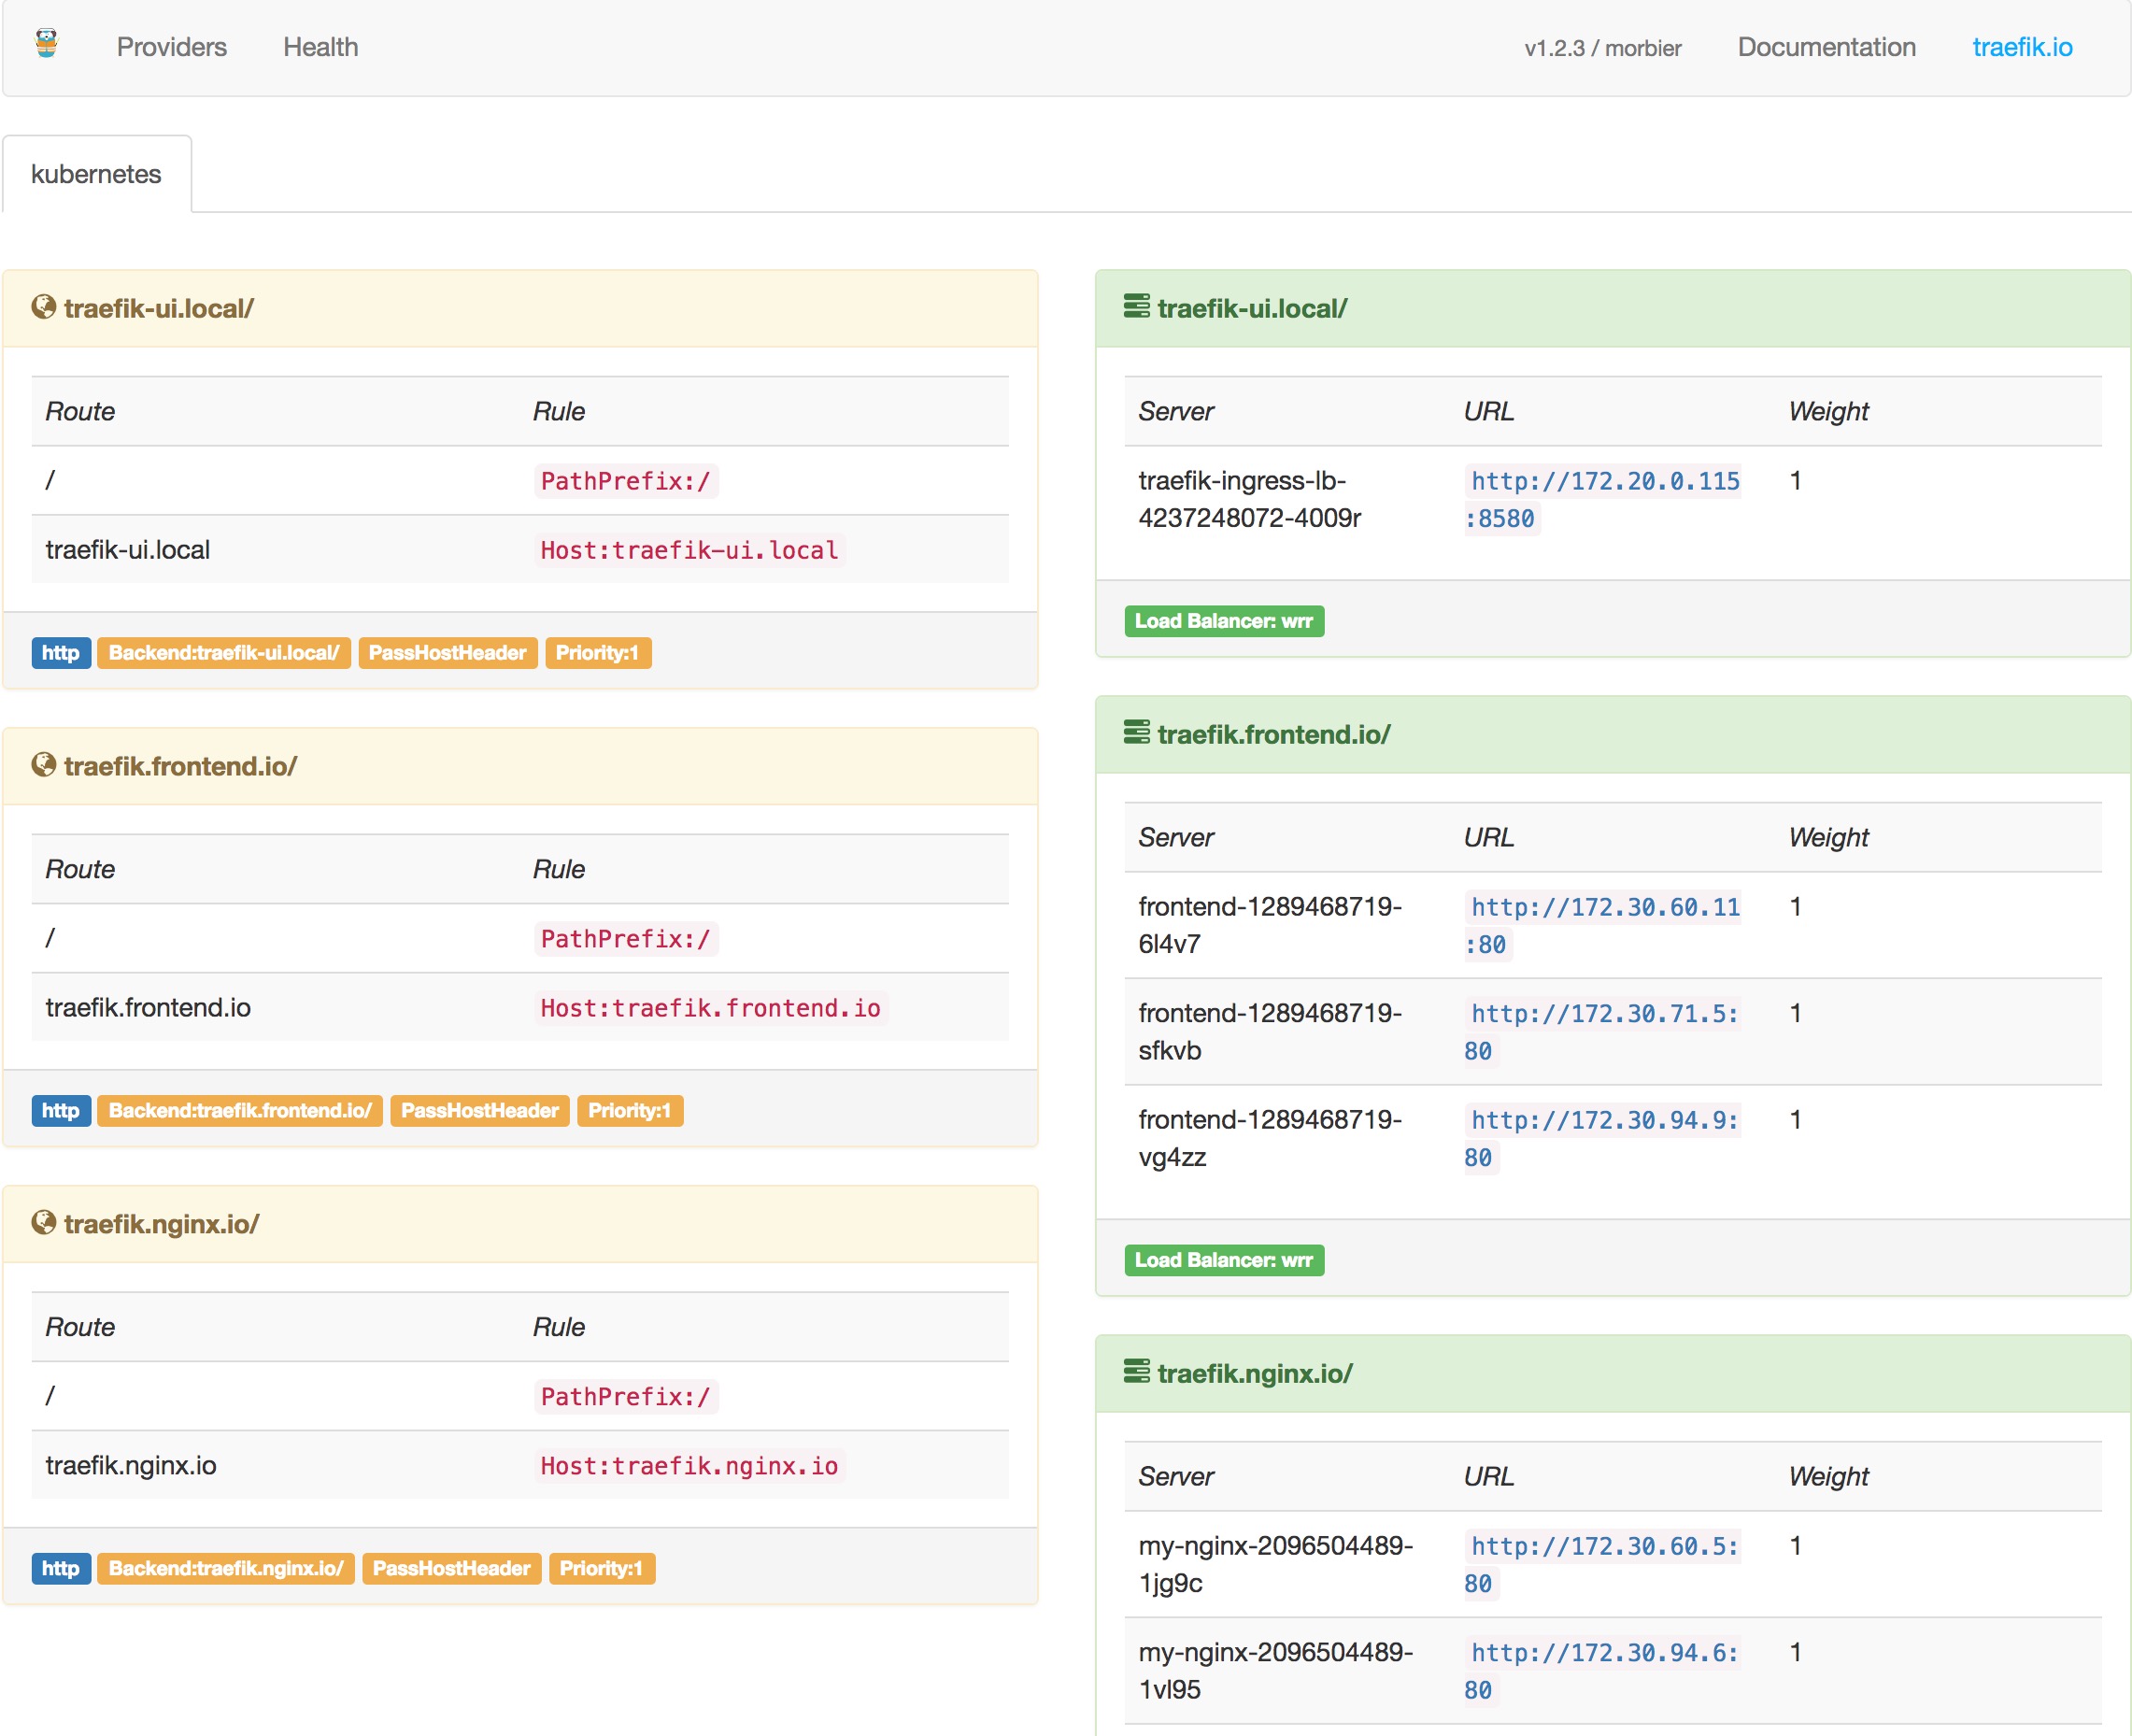 Providers Health v1.2.3 / morbier Documentation traefik.io
kubernetes
traefik-ui.local/
Route Rule
/ PathPrefix:/
traefik-ui.local Host:traefik-ui.local
http Backend:traefik-ui.local/ PassHostHeader Priority:1
traefik.frontend.io/
Route Rule
/ PathPrefix:/
traefik.frontend.io Host:traefik.frontend.io
http Backend:traefik.frontend.io/ PassHostHeader Priority:1
traefik.nginx.io/
Route Rule
/ PathPrefix:/
traefik.nginx.io Host:traefik.nginx.io
http Backend:traefik.nginx.io/ PassHostHeader Priority:1
traefik-ui.local/
Server URL Weight
traefik-ingress-lb- http://172.20.0.115 1
4237248072-4009r :8580
Load Balancer: wrr
traefik.frontend.io/
Server URL Weight
frontend-1289468719- http://172.30.60.11 1
6l4v7 :80
frontend-1289468719- http://172.30.71.5: 1
sfkvb 80
frontend-1289468719- http://172.30.94.9: 1
vg4zz 80
Load Balancer: wrr
traefik.nginx.io/
Server URL Weight
my-nginx-2096504489- http://172.30.60.5: 1
1jg9c 80
my-nginx-2096504489- http://172.30.94.6: 1
1vl95 80